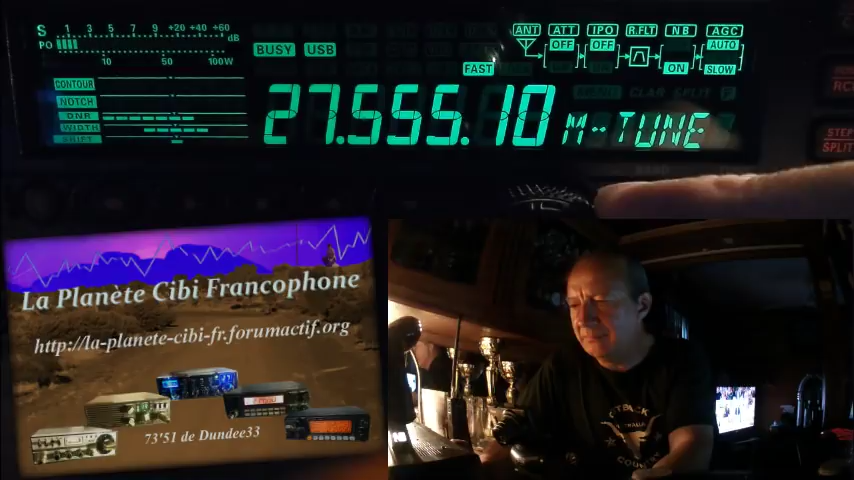 S 1 3 5 7 9 +20 +40 +60 dB
PO
10 50 100W
BUSY USB
FAST
ANT ATT IPO R.FLT NB AGC
OFF OFF AUTO
ON SLOW
CONTOUR
NOTCH
DNR
WIDTH
SHIFT
27.555.10 M-TUNE
STEP
SPLIT
La Planète Cibi Francophone
http://la-planete-cibi-fr.forumactif.org
73'51 de Dundee33